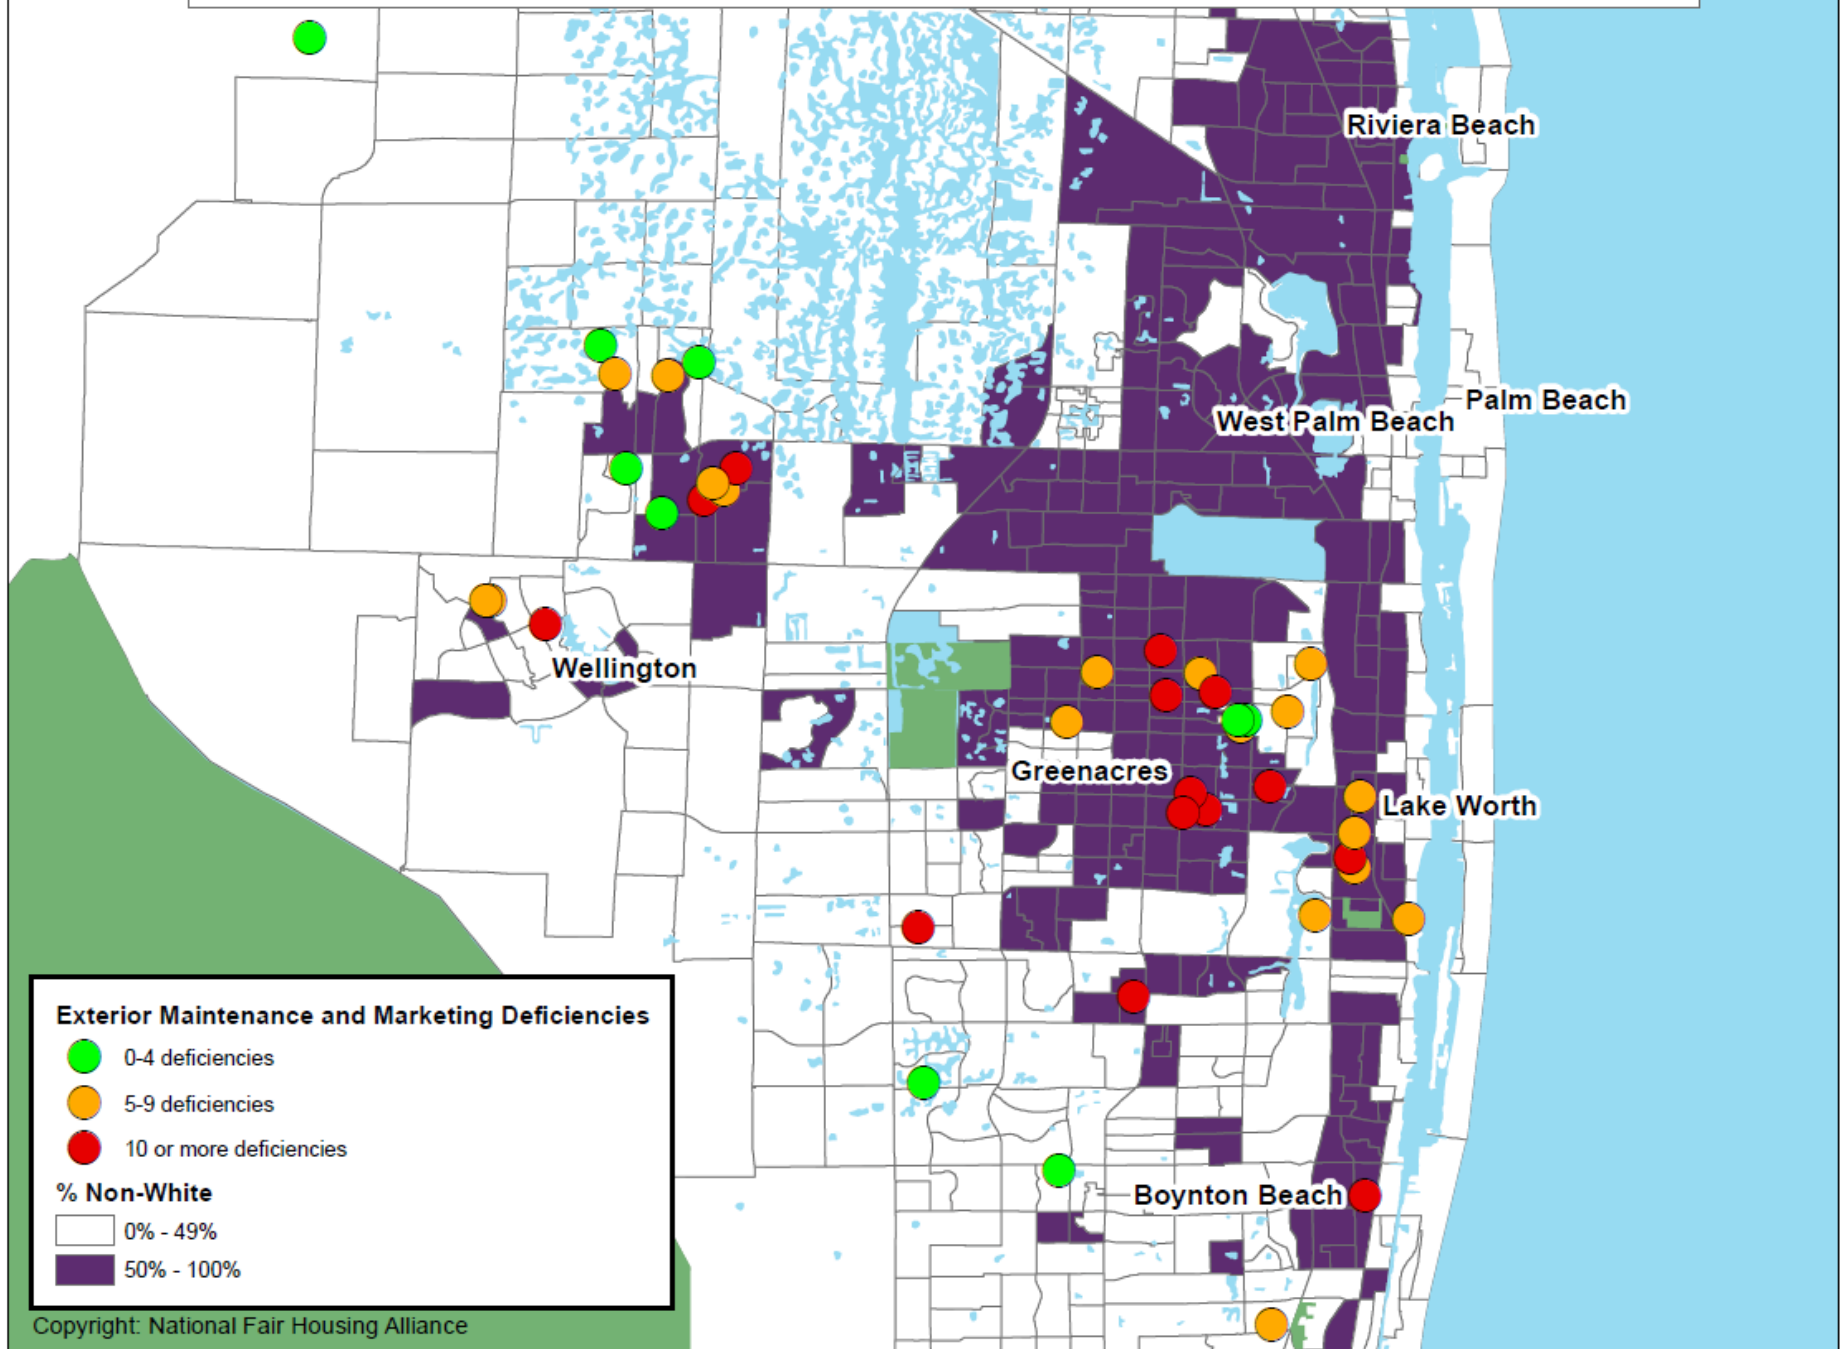 Riviera Beach
Palm Beach
West Palm Beach
Wellington
Greenacres
Lake Worth
Boynton Beach
Exterior Maintenance and Marketing Deficiencies
0-4 deficiencies
5-9 deficiencies
10 or more deficiencies
% Non-White
0% - 49%
50% - 100%
Copyright: National Fair Housing Alliance